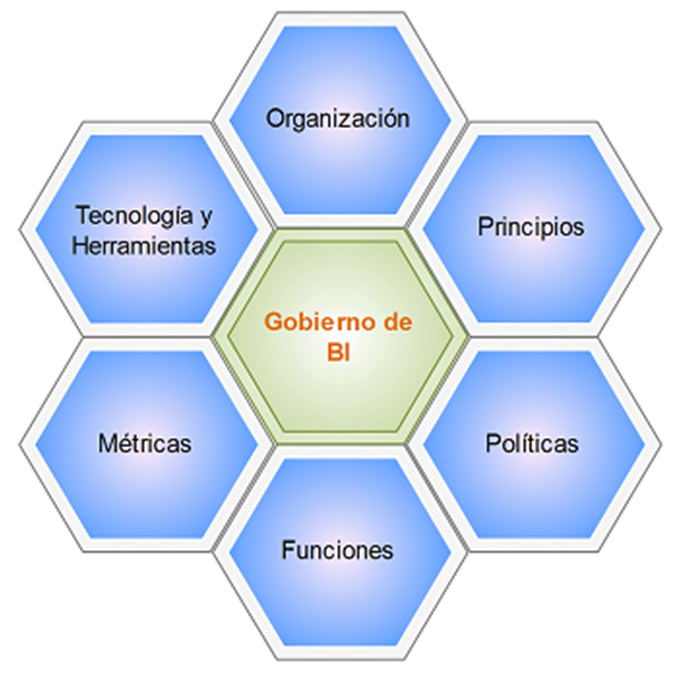 Organización
Tecnología y
Herramientas
Principios
Gobierno de
BI
Métricas
Políticas
Funciones